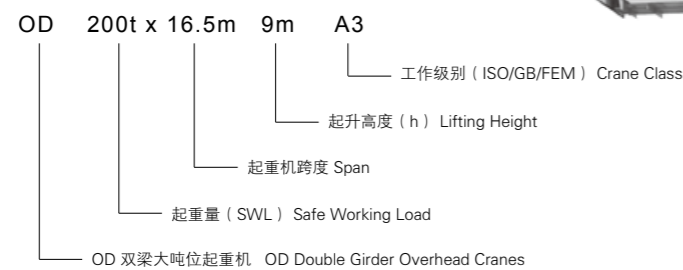 OD 200t x 16.5m 9m A3
工作级别（ISO/GB/FEM） Crane Class
起升高度（h） Lifting Height
起重机跨度 Span
起重量（SWL） Safe Working Load
OD 双梁大吨位起重机 OD Double Girder Overhead Cranes